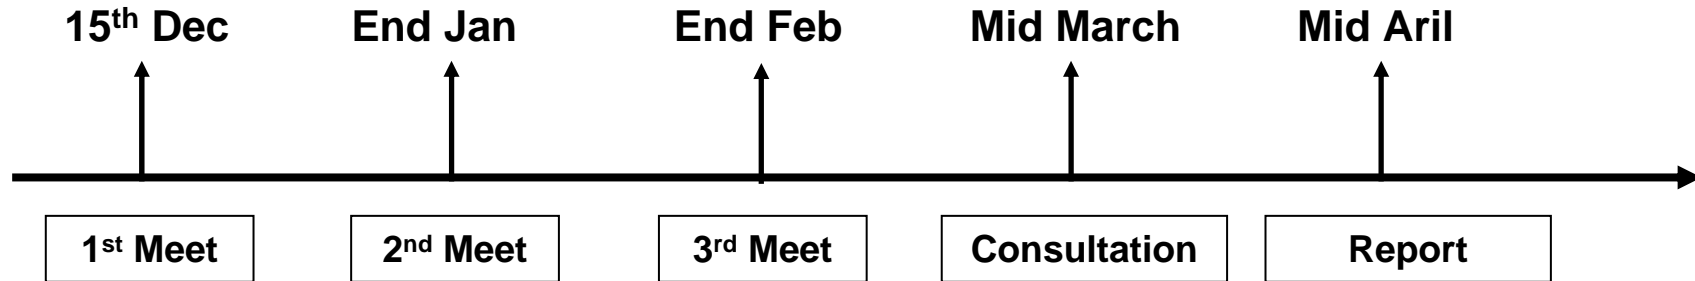 15th Dec End Jan End Feb Mid March Mid Aril
1st Meet 2nd Meet 3rd Meet Consultation Report